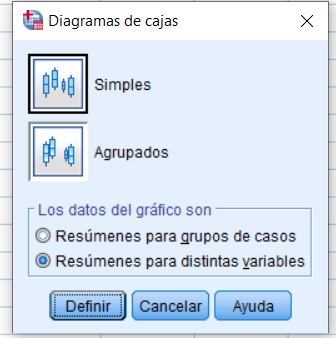 Diagramas de cajas
Simples
Agrupados
Los datos del gráfico son
Resúmenes para grupos de casos
Resúmenes para distintas variables
Definir Cancelar Ayuda